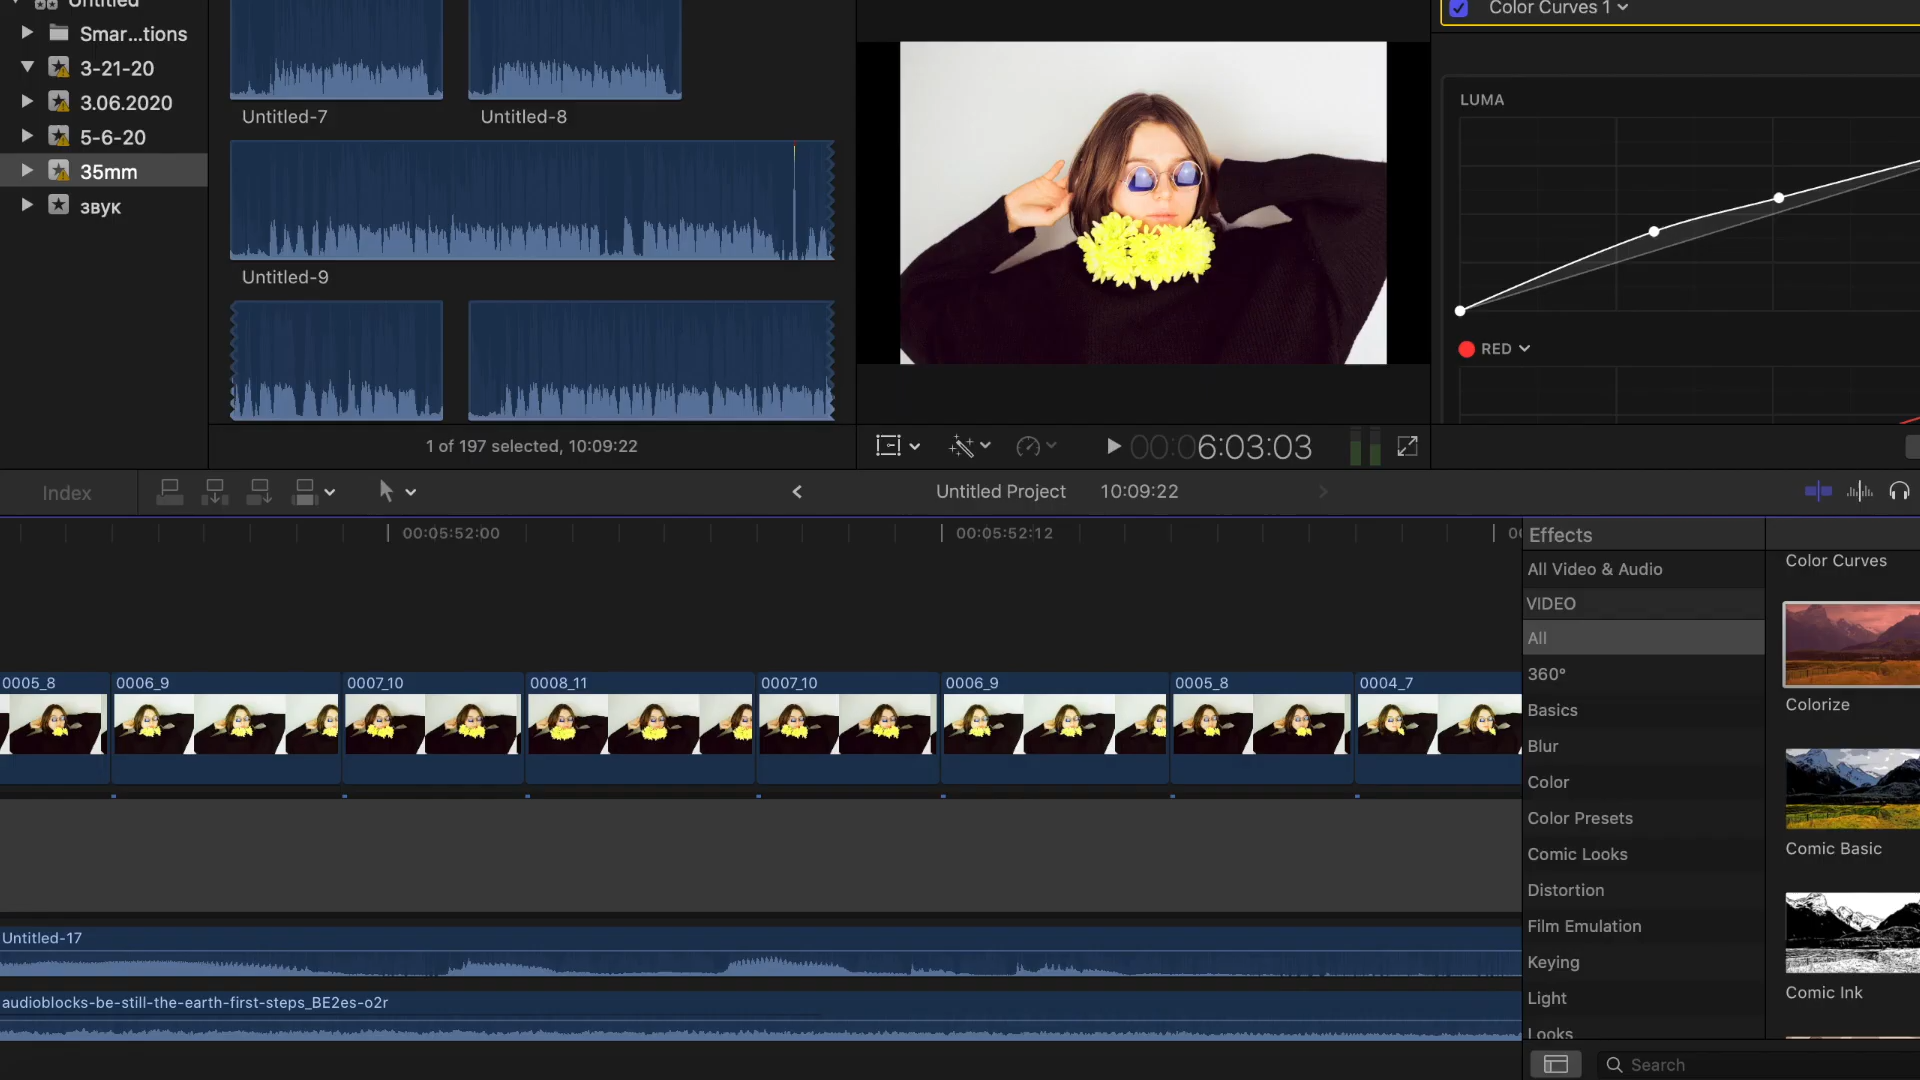 Untitled
Smar...tions
3-21-20
3.06.2020
5-6-20
35mm
звук
Untitled-7
Untitled-8
Untitled-9
1 of 197 selected, 10:09:22
00:06:03:03
Color Curves 1
LUMA
RED
Index
Untitled Project
10:09:22
00:05:52:00
00:05:52:12
0005_8
0006_9
0007_10
0008_11
0007_10
0006_9
0005_8
0004_7
Untitled-17
audioblocks-be-still-the-earth-first-steps_BE2es-o2r
Effects
All Video & Audio
VIDEO
All
360°
Basics
Blur
Color
Color Presets
Comic Looks
Distortion
Film Emulation
Keying
Light
Looks
Color Curves
Colorize
Comic Basic
Comic Ink
Search